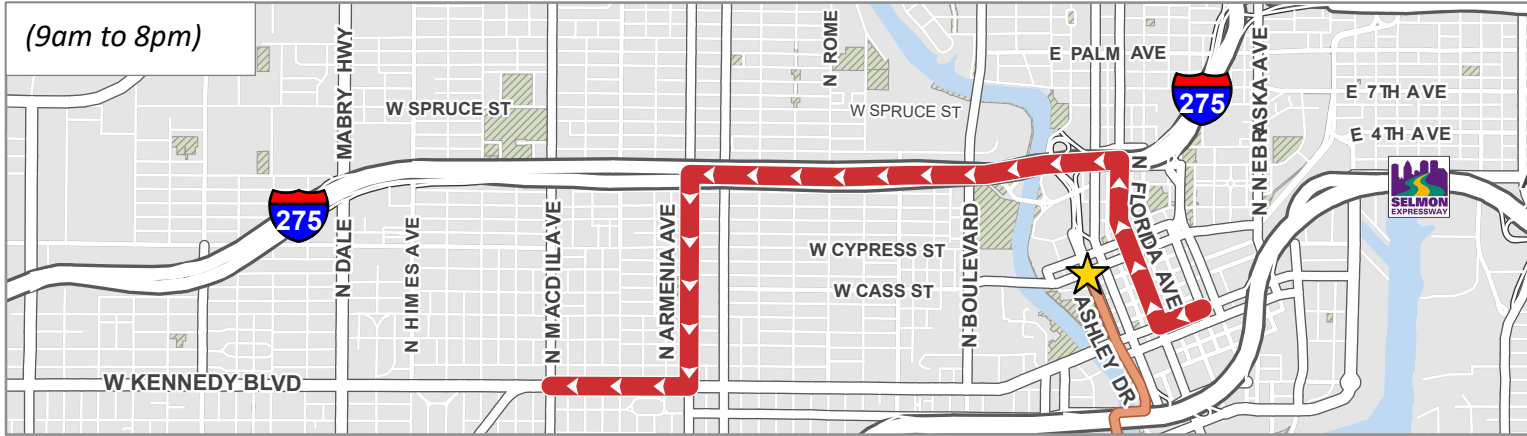 (9am to 8pm)
N DALE MABRY HWY
W SPRUCE ST
N ROME
W SPRUCE ST
E PALM AVE
275
N NEBRASKA AVE
E 7TH AVE
E 4TH AVE
SELMON
EXPRESSWAY
275
N HIMES AVE
N MACDILL AVE
N ARMENIA AVE
W CYPRESS ST
W CASS ST
N BOULEVARD
N FLORIDA AVE
ASHLEY DR
W KENNEDY BLVD